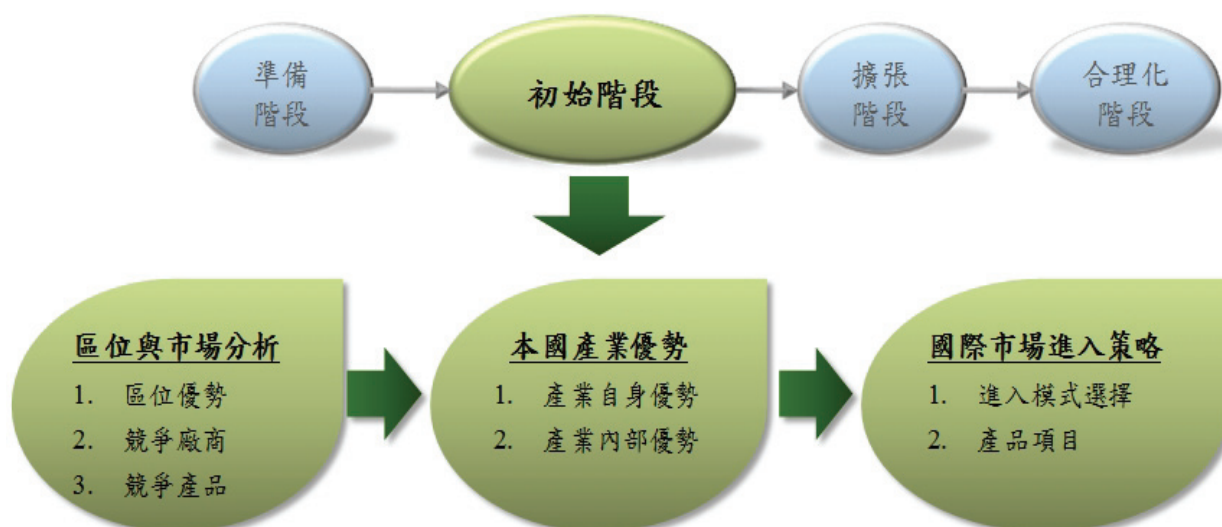 準備
階段
初始階段
擴張
階段
合理化
階段
區位與市場分析
1. 區位優勢
2. 競爭廠商
3. 競爭產品
本國產業優勢
1. 產業自身優勢
2. 產業內部優勢
國際市場進入策略
1. 進入模式選擇
2. 產品項目